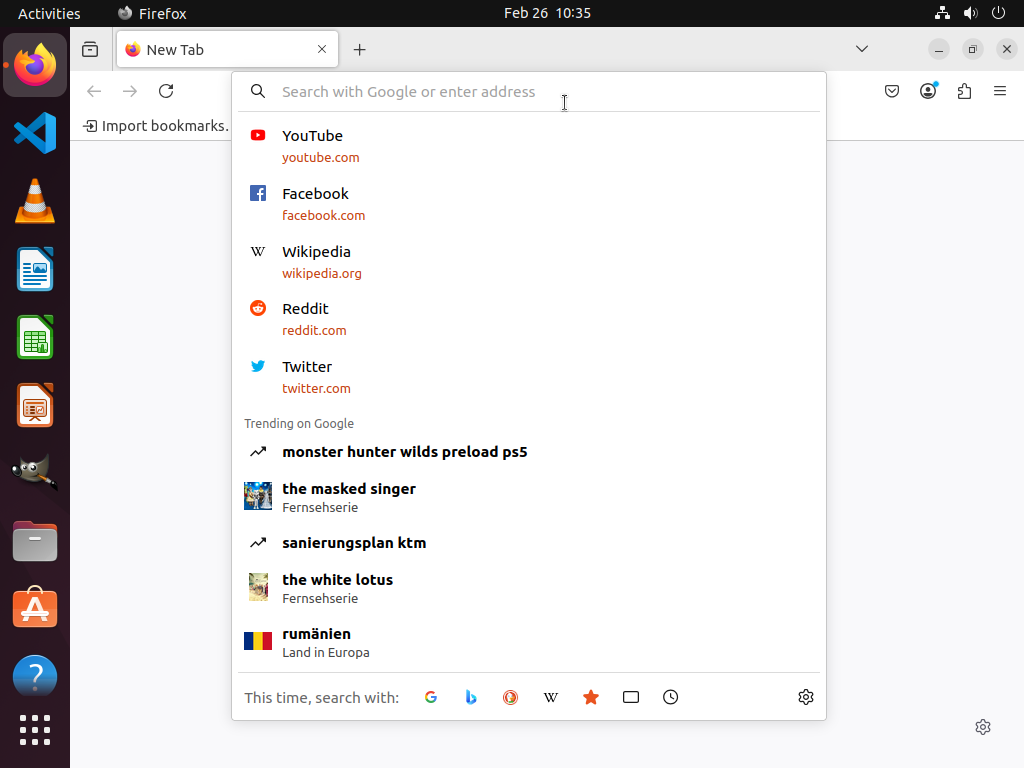 Activities
Firefox
Feb 26 10:35
New Tab
Search with Google or enter address
Import bookmarks.
YouTube
youtube.com
Facebook
facebook.com
W
Wikipedia
wikipedia.org
Reddit
reddit.com
Twitter
twitter.com
Trending on Google
monster hunter wilds preload ps5
the masked singer
Fernsehserie
sanierungsplan ktm
the white lotus
Fernsehserie
rumänien
Land in Europa
This time, search with:
G
W